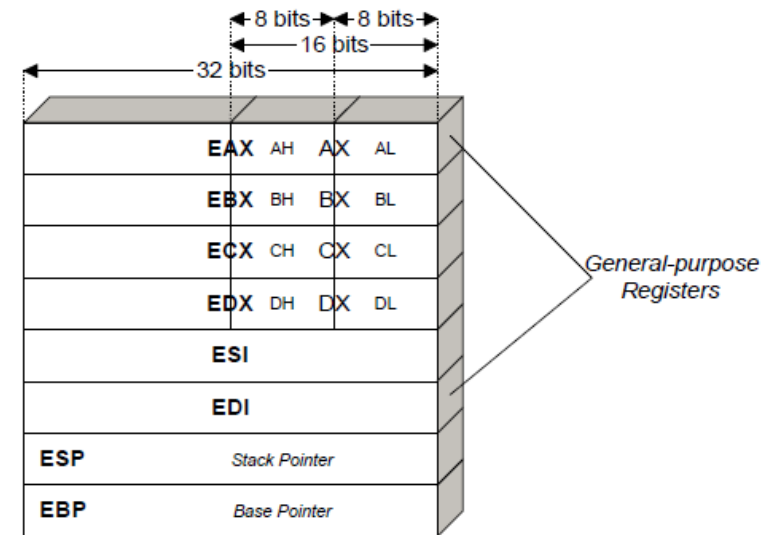 8 bits 8 bits
16 bits
32 bits
EAX AH AX AL
EBX BH BX BL
ECX CH CX CL
General-purpose
Registers
EDX DH DX DL
ESI
EDI
ESP Stack Pointer
EBP Base Pointer